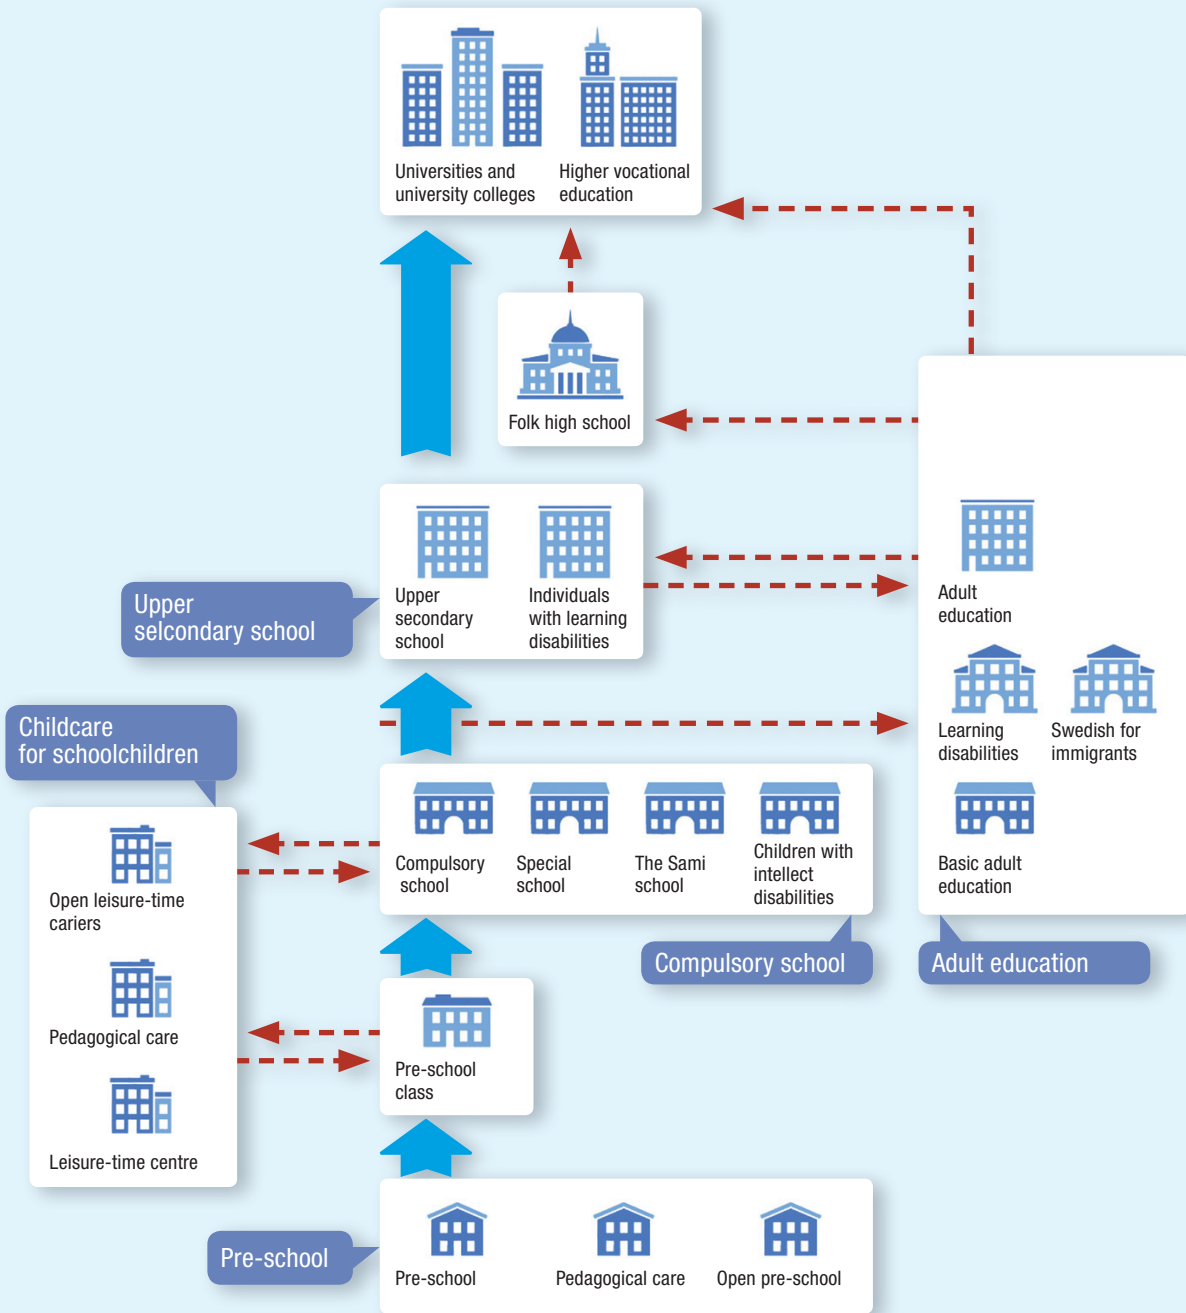 Universities and
university colleges
Higher vocational
education
Folk high school
Upper
secondary
school
Individuals
with learning
disabilities
Upper
selcondary school
Adult
education
Learning
disabilities
Swedish for
immigrants
Basic adult
education
Adult education
Childcare
for schoolchildren
Open leisure-time
cariers
Pedagogical care
Leisure-time centre
Compulsory
school
Special
school
The Sami
school
Children with
intellect
disabilities
Compulsory school
Pre-school
class
Pre-school
Pre-school
Pedagogical care
Open pre-school